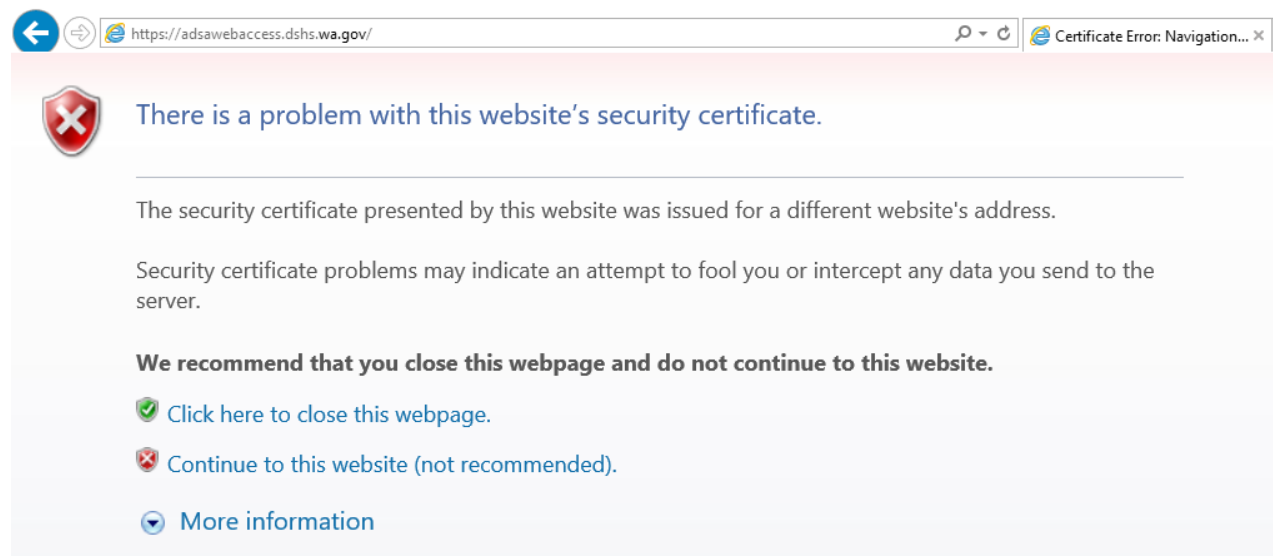 https://adsawebaccess.dshs.wa.gov/
Certificate Error: Navigation...
There is a problem with this website’s security certificate.
The security certificate presented by this website was issued for a different website's address.
Security certificate problems may indicate an attempt to fool you or intercept any data you send to the
server.
We recommend that you close this webpage and do not continue to this website.
Click here to close this webpage.
Continue to this website (not recommended).
More information